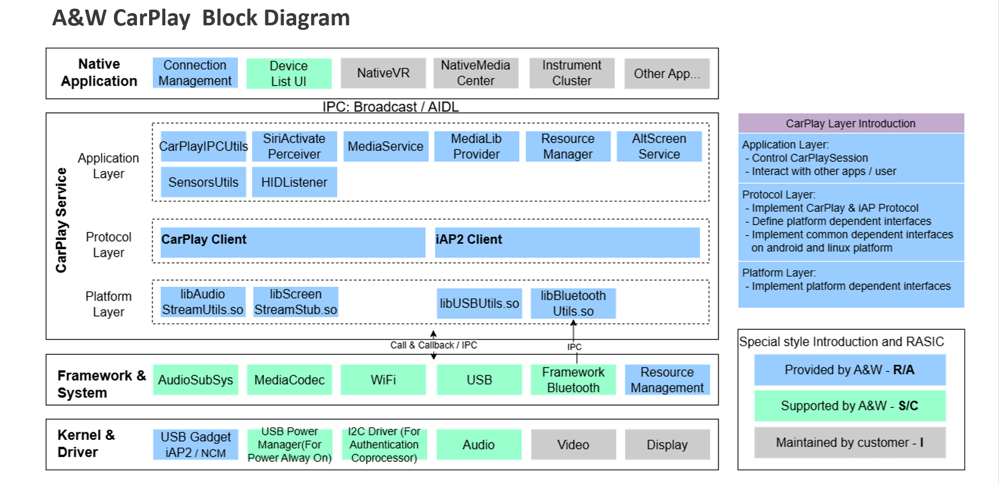 A&W CarPlay  Block Diagram
Native
Application
Connection
Management
Device
List UI
NativeVR
NativeMedia
Center
Instrument
Cluster
Other App...
IPC: Broadcast / AIDL
CarPlay Service
Application
Layer
CarPlayIPCUtils
SiriActivate
Perceiver
MediaService
MediaLib
Provider
Resource
Manager
AltScreen
Service
SensorsUtils
HIDListener
Protocol
Layer
CarPlay Client
iAP2 Client
Platform
Layer
libAudio
StreamUtils.so
libScreen
StreamStub.so
libUSBUtils.so
libBluetooth
Utils.so
Call & Callback / IPC
IPC
Framework &
System
AudioSubSys
MediaCodec
WiFi
USB
Framework
Bluetooth
Resource
Management
Kernel &
Driver
USB Gadget
iAP2 / NCM
USB Power
Manager(For
Power Alway On)
I2C Driver (For
Authentication
Coprocessor)
Audio
Video
Display
CarPlay Layer Introduction
Application Layer:
- Control CarPlaySession
- Interact with other apps / user
Protocol Layer:
- Implement CarPlay & iAP Protocol
- Define platform dependent interfaces
- Implement common dependent interfaces
on android and linux platform
Platform Layer:
- Implement platform dependent interfaces
Special style Introduction and RASIC
Provided by A&W - R/A
Supported by A&W - S/C
Maintained by customer - I